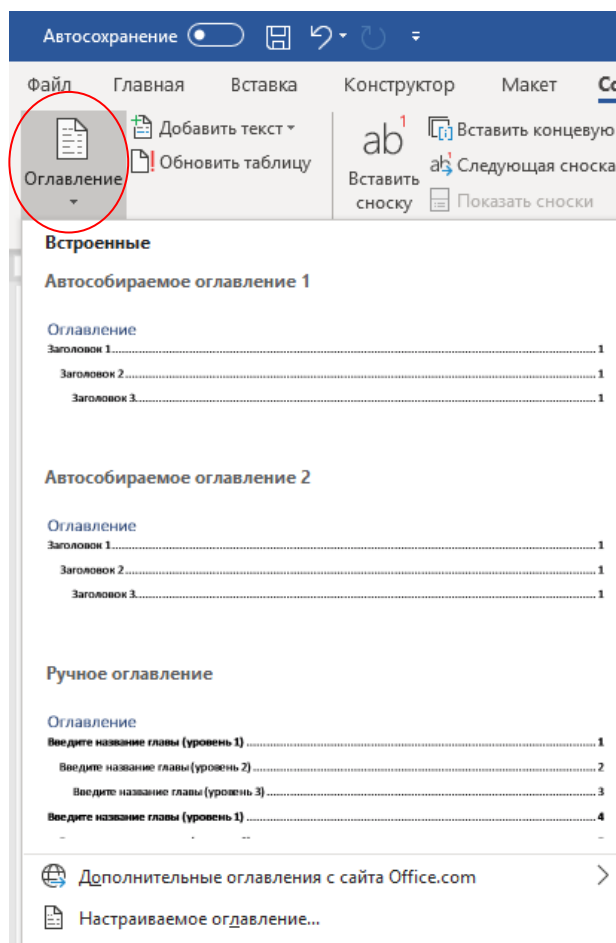 Автосохранение
Файл Главная Вставка Конструктор Макет Сс
Оглавление
Добавить текст
Обновить таблицу
ab1
Вставить сноску
Вставить концевую
Следующая сноска
Показать сноски
Встроенные
Автособираемое оглавление 1
Оглавление
Заголовок 1 1
Заголовок 2 1
Заголовок 3 1
Автособираемое оглавление 2
Оглавление
Заголовок 1 1
Заголовок 2 1
Заголовок 3 1
Ручное оглавление
Оглавление
Введите название главы (уровень 1) 1
Введите название главы (уровень 2) 2
Введите название главы (уровень 3) 3
Введите название главы (уровень 1) 4
Дополнительные оглавления с сайта Office.com
Настраиваемое оглавление...